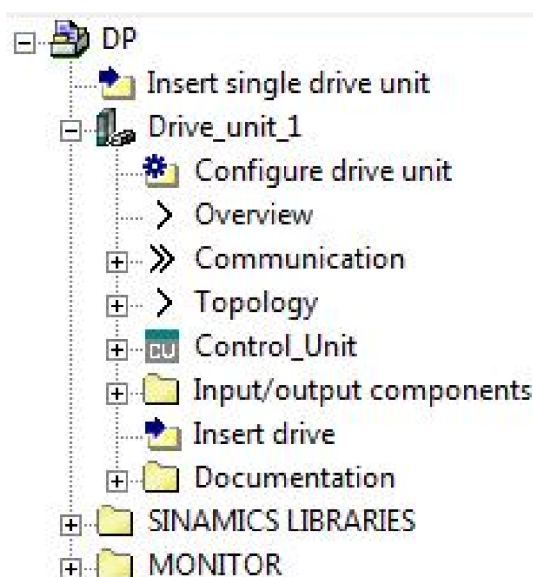 DP
Insert single drive unit
Drive_unit_1
Configure drive unit
Overview
Communication
Topology
CU Control_Unit
Input/output components
Insert drive
Documentation
SINAMICS LIBRARIES
MONITOR